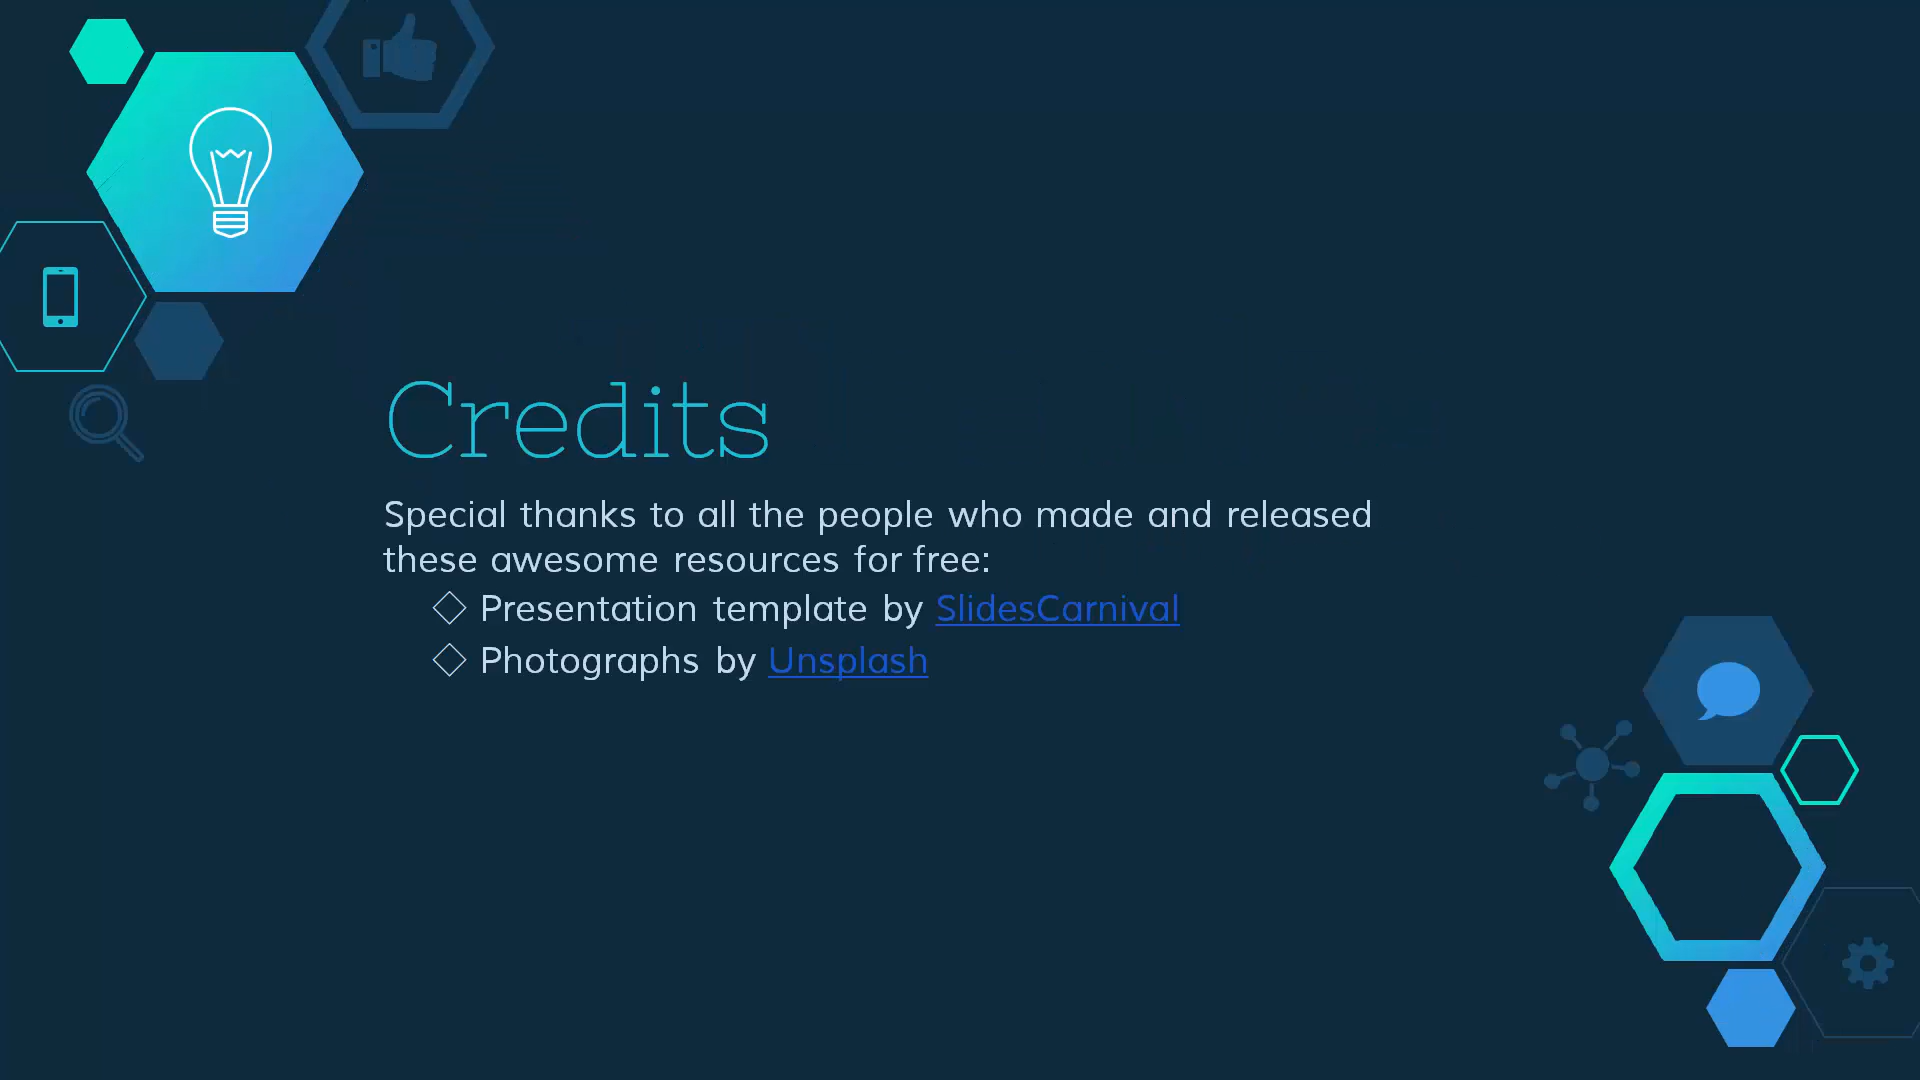 Credits
Special thanks to all the people who made and released
these awesome resources for free:
◇ Presentation template by SlidesCarnival
◇ Photographs by Unsplash